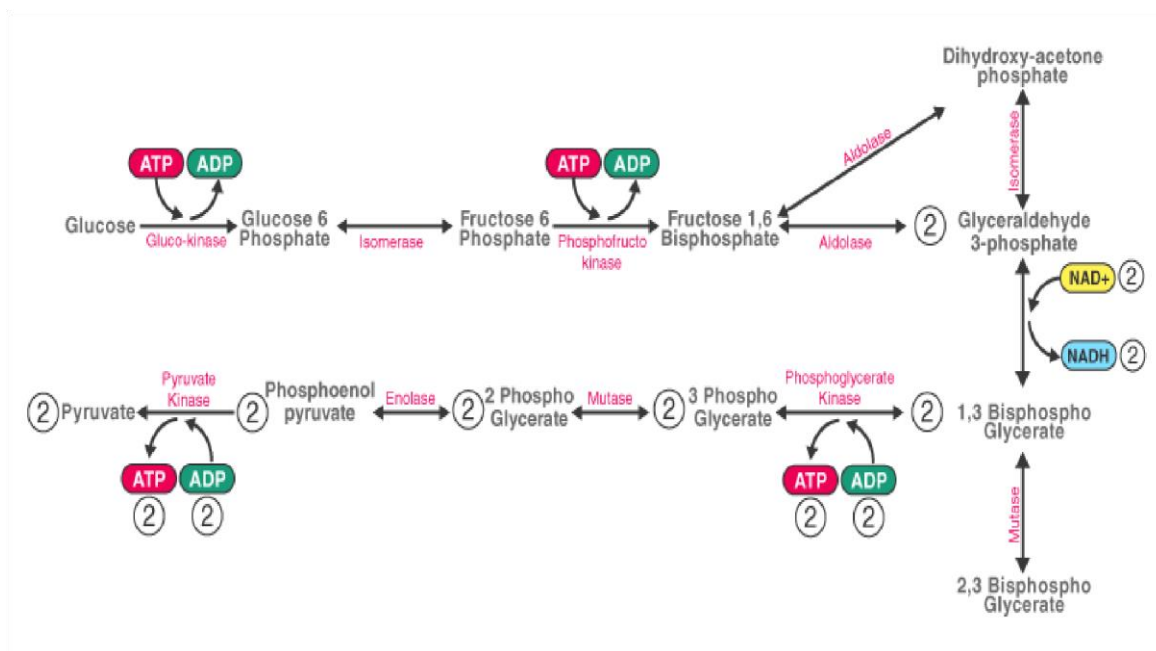 Dihydroxy-acetone
phosphate
Aldolase
Isomerase
ATP ADP
ATP ADP
Glucose
Gluco-kinase
Glucose 6
Phosphate
Isomerase
Fructose 6
Phosphate
Phosphofructo
kinase
Fructose 1,6
Bisphosphate
Aldolase
2
Glyceraldehyde
3-phosphate
NAD+ 2
NADH 2
2 Pyruvate
Pyruvate
Kinase
2
Phosphoenol
pyruvate
Enolase
2
2 Phospho
Glycerate
Mutase
2
3 Phospho
Glycerate
Phosphoglycerate
Kinase
2
1,3 Bisphospho
Glycerate
ATP ADP
2 2
ATP ADP
2 2
Mutase
2,3 Bisphospho
Glycerate